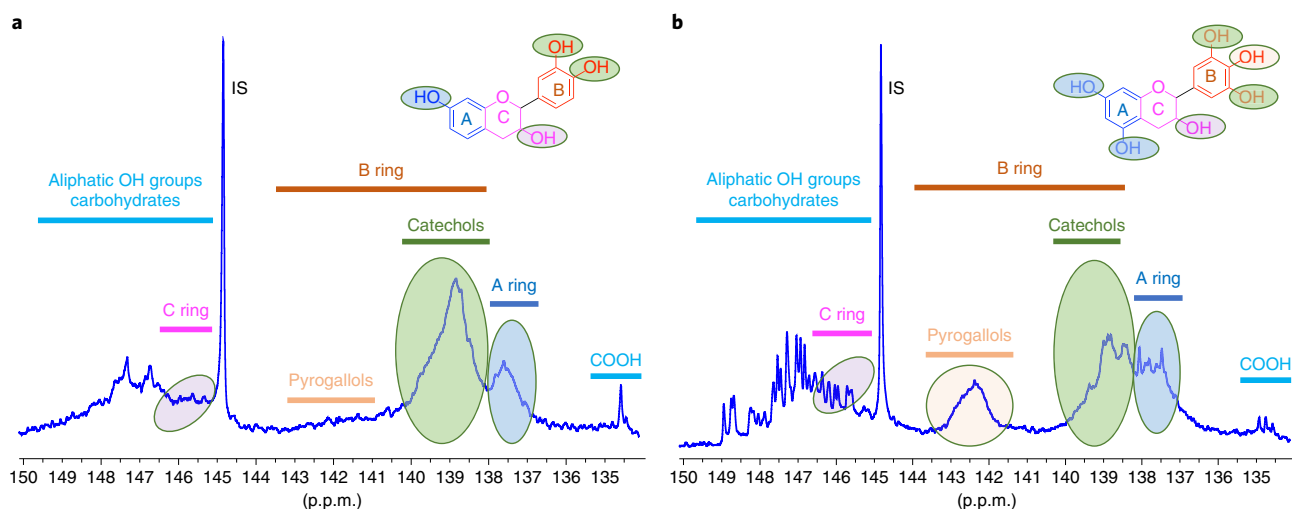 a
IS
OH
OH
B
HO
O
A
C
OH
B ring
Aliphatic OH groups
carbohydrates
Catechols
A ring
C ring
Pyrogallols
COOH
150 149 148 147 146 145 144 143 142 141 140 139 138 137 136 135
(p.p.m.)
b
IS
OH
OH
B
HO
O
OH
A
C
OH
OH
B ring
Aliphatic OH groups
carbohydrates
Catechols
A ring
C ring
Pyrogallols
COOH
150 149 148 147 146 145 144 143 142 141 140 139 138 137 136 135
(p.p.m.)